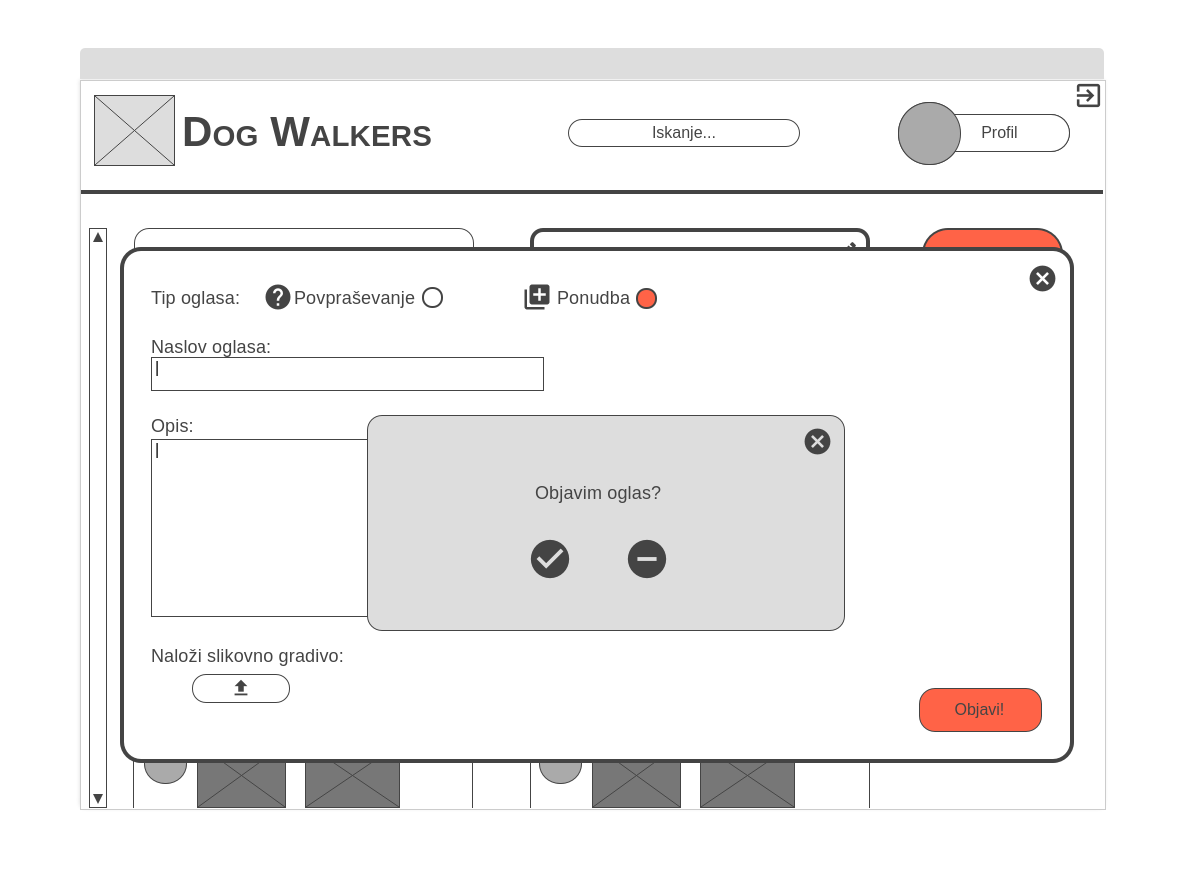 Dog Walkers
Iskanje...
Profil
Tip oglasa:
Povpraševanje
Ponudba
Naslov oglasa:
Opis:
Objavim oglas?
Naloži slikovno gradivo:
Objavi!